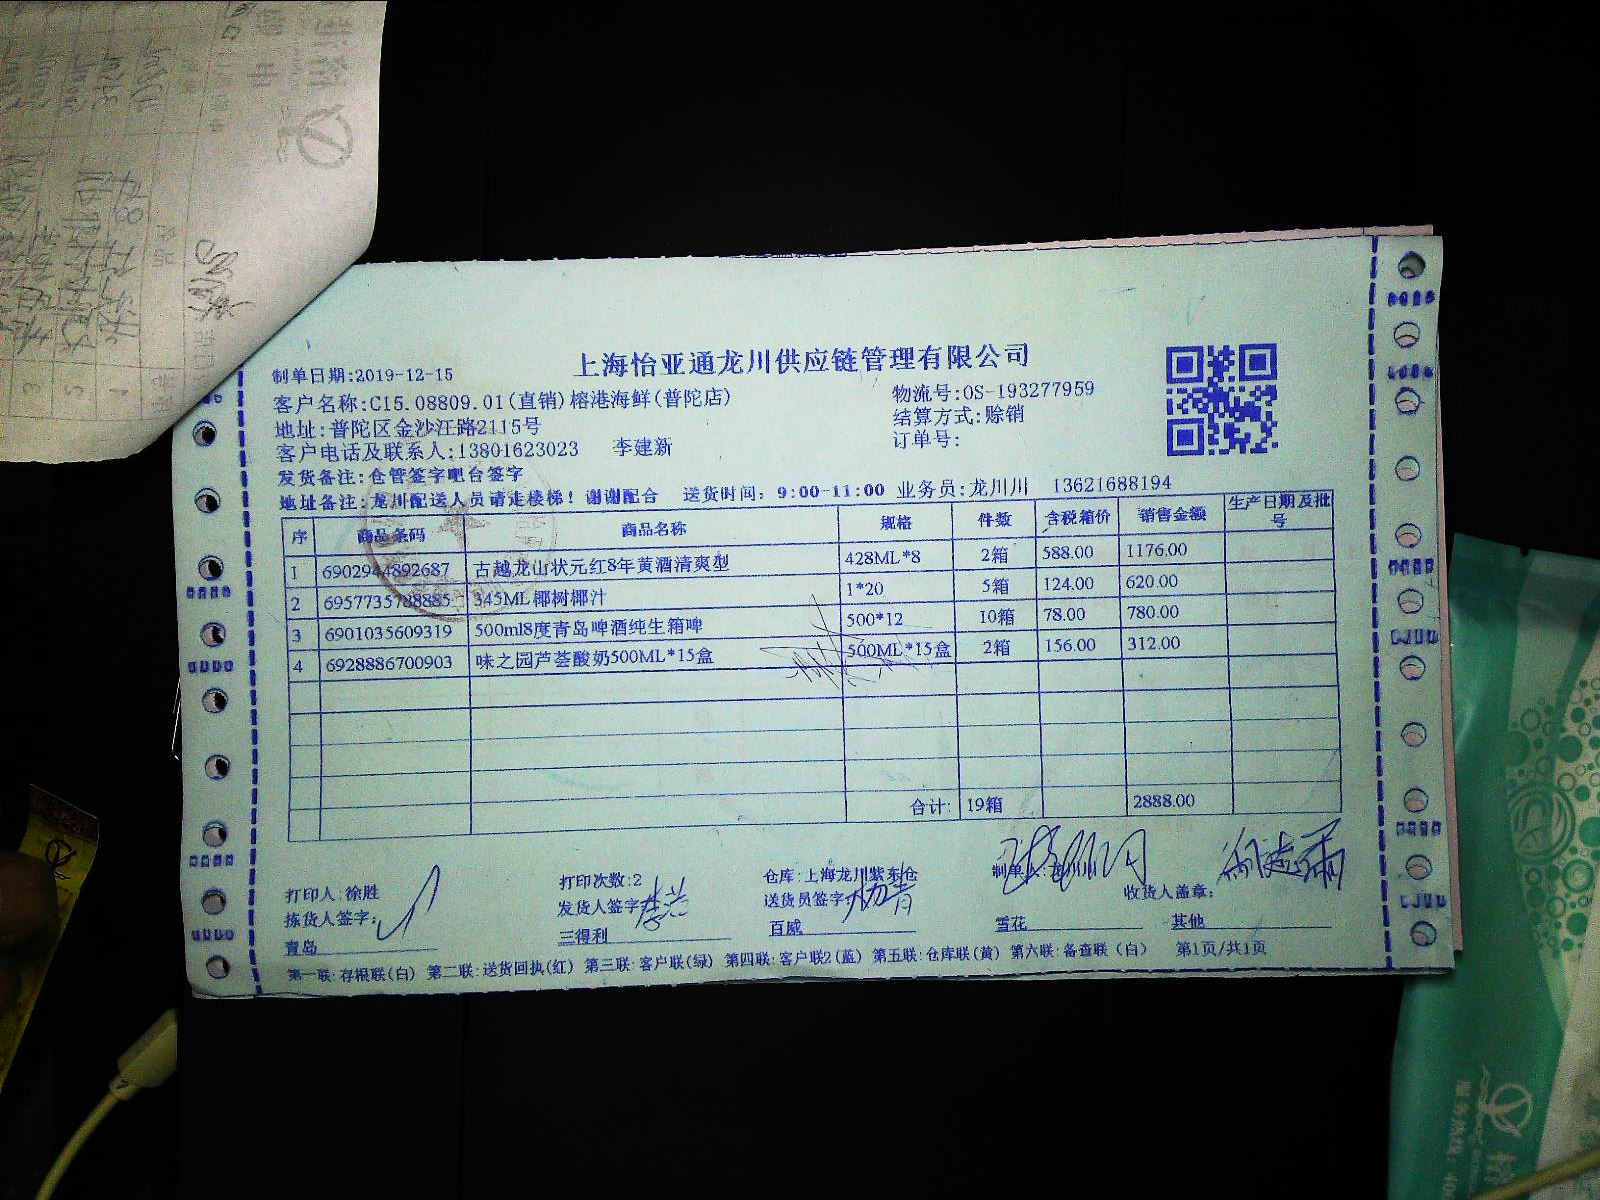 上海怡亚通龙川供应链管理有限公司
制单日期:2019-12-15
客户名称:C15.08809.01(直销)榕港海鲜(普陀店) 物流号:OS-193277959
地址:普陀区金沙江路2115号 结算方式:赊销
客户电话及联系人:13801623023 李建新 订单号:
发货备注:仓管签字吧台签字
地址备注:龙川配送人员请走楼梯!谢谢配合 送货时间:9:00-11:00 业务员:龙川川 13621688194
序 商品条码 商品名称 规格 件数 含税箱价 销售金额 生产日期及批号
1 6902944892687 古越龙山状元红8年黄酒清爽型 428ML*8 2箱 588.00 1176.00
2 6957735788885 345ML椰树椰汁 1*20 5箱 124.00 620.00
3 6901035609319 500ml8度青岛啤酒纯生箱啤 500*12 10箱 78.00 780.00
4 6928886700903 味之园芦荟酸奶500ML*15盒 500ML*15盒 2箱 156.00 312.00
合计: 19箱 2888.00
打印人:徐胜 打印次数:2 仓库:上海龙川紫东仓 制单人:龙川川
拣货人签字: 发货人签字: 送货员签字: 收货人盖章:
青岛 三得利 百威 雪花 其他
第一联:存根联(白) 第二联:送货回执(红) 第三联:客户联(绿) 第四联:客户联2(蓝) 第五联:仓库联(黄) 第六联:备查联(白) 第1页/共1页